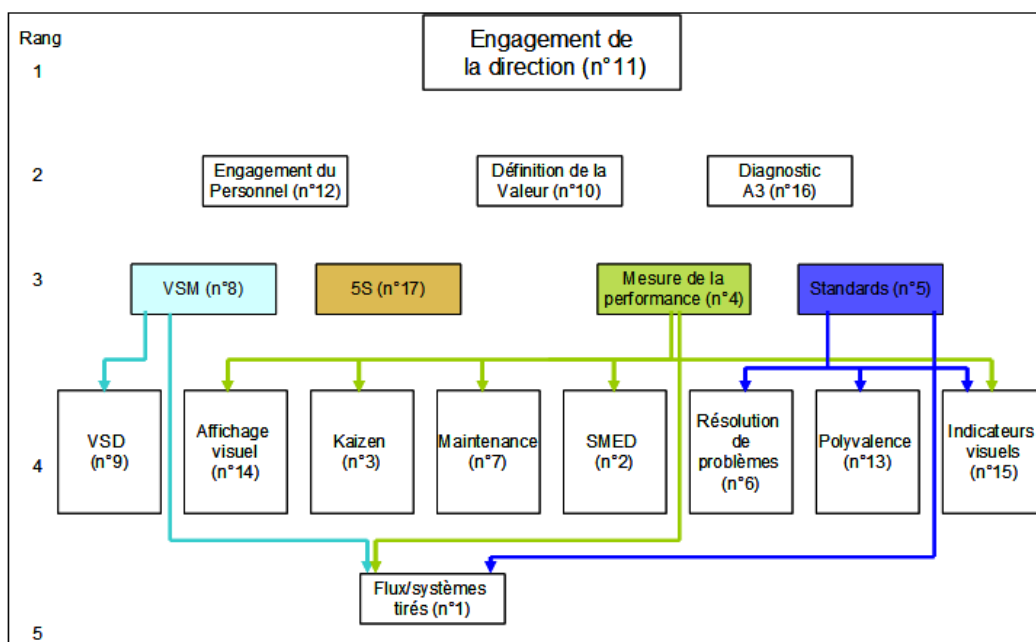 Rang
Engagement de
la direction (n°11)
1
2
Engagement du
Personnel (n°12)
Définition de la
Valeur (n°10)
Diagnostic
A3 (n°16)
3
VSM (n°8)
5S (n°17)
Mesure de la
performance (n°4)
Standards (n°5)
4
VSD
(n°9)
Affichage
visuel
(n°14)
Kaizen
(n°3)
Maintenance
(n°7)
SMED
(n°2)
Résolution
de
problèmes
(n°6)
Polyvalence
(n°13)
Indicateurs
visuels
(n°15)
Flux/systèmes
tirés (n°1)
5